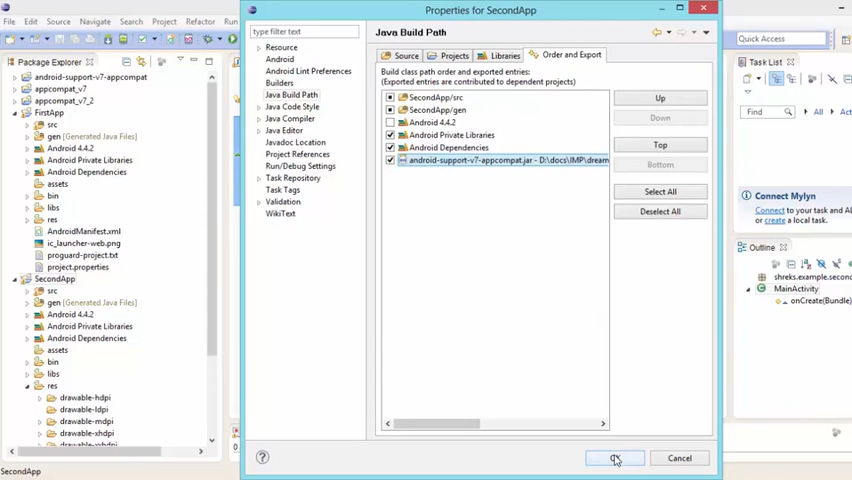 Properties for SecondApp
File Edit Source Navigate Search Project Refactor
Quick Access
Package Explorer
android-support-v7-appcompat
appcompat_v7
appcompat_v7_2
FirstApp
src
gen [Generated Java Files]
Android 4.4.2
Android Private Libraries
Android Dependencies
assets
bin
libs
res
AndroidManifest.xml
ic_launcher-web.png
proguard-project.txt
project.properties
SecondApp
src
gen [Generated Java Files]
Android 4.4.2
Android Private Libraries
Android Dependencies
assets
bin
libs
res
drawable-hdpi
drawable-ldpi
drawable-mdpi
drawable-xhdpi
drawable-xxhdpi
SecondApp
type filter text
Resource
Android
Android Lint Preferences
Builders
Java Build Path
Java Code Style
Java Compiler
Java Editor
Javadoc Location
Project References
Run/Debug Settings
Task Repository
Task Tags
Validation
WikiText
Java Build Path
Source Projects Libraries Order and Export
Build class path order and exported entries:
(Exported entries are contributed to dependent projects)
SecondApp/src
SecondApp/gen
Android 4.4.2
Android Private Libraries
Android Dependencies
android-support-v7-appcompat.jar - D:\docs\IMP\dream
Up
Down
Top
Bottom
Select All
Deselect All
OK
Cancel
Task List
Find All
Connect Mylyn
Connect to your task and A
or create a local task.
Outline
shreks.example.second
MainActivity
onCreate(Bundle)